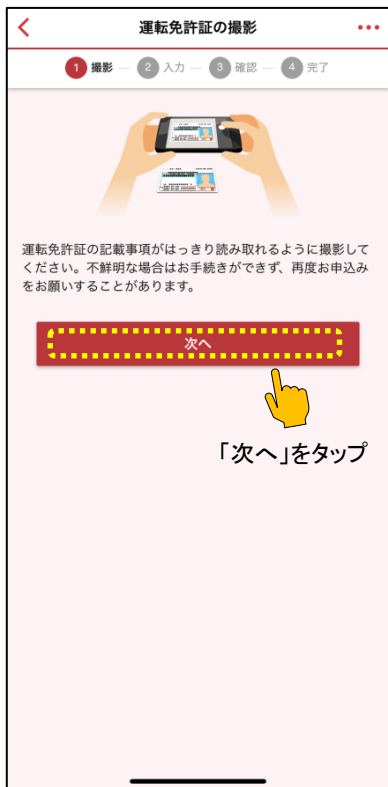 運転免許証の撮影
1 撮影 2 入力 3 確認 4 完了
運転免許証の記載事項がはっきり読み取れるように撮影して
ください。不鮮明な場合はお手続きができず、再度お申込み
をお願いすることがあります。
次へ
「次へ」をタップ